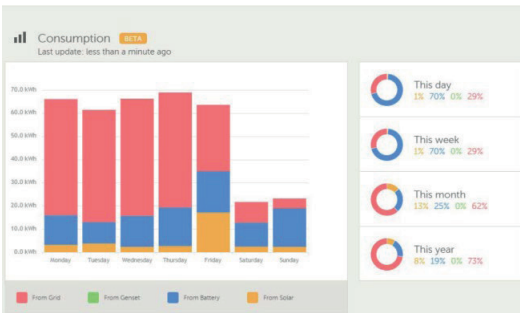 Consumption BETA
Last update: less than a minute ago
70.0 kWh
60.0 kWh
50.0 kWh
40.0 kWh
30.0 kWh
20.0 kWh
10.0 kWh
0.0 kWh
Monday Tuesday Wednesday Thursday Friday Saturday Sunday
From Grid From Genset From Battery From Solar
This day
1% 70% 0% 29%
This week
1% 70% 0% 29%
This month
13% 25% 0% 62%
This year
8% 19% 0% 73%